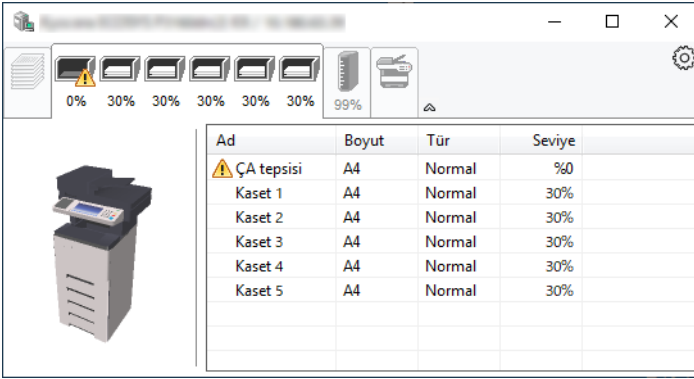 0% 30% 30% 30% 30% 30% 99%
Ad Boyut Tür Seviye
ÇA tepsisi A4 Normal %0
Kaset 1 A4 Normal 30%
Kaset 2 A4 Normal 30%
Kaset 3 A4 Normal 30%
Kaset 4 A4 Normal 30%
Kaset 5 A4 Normal 30%